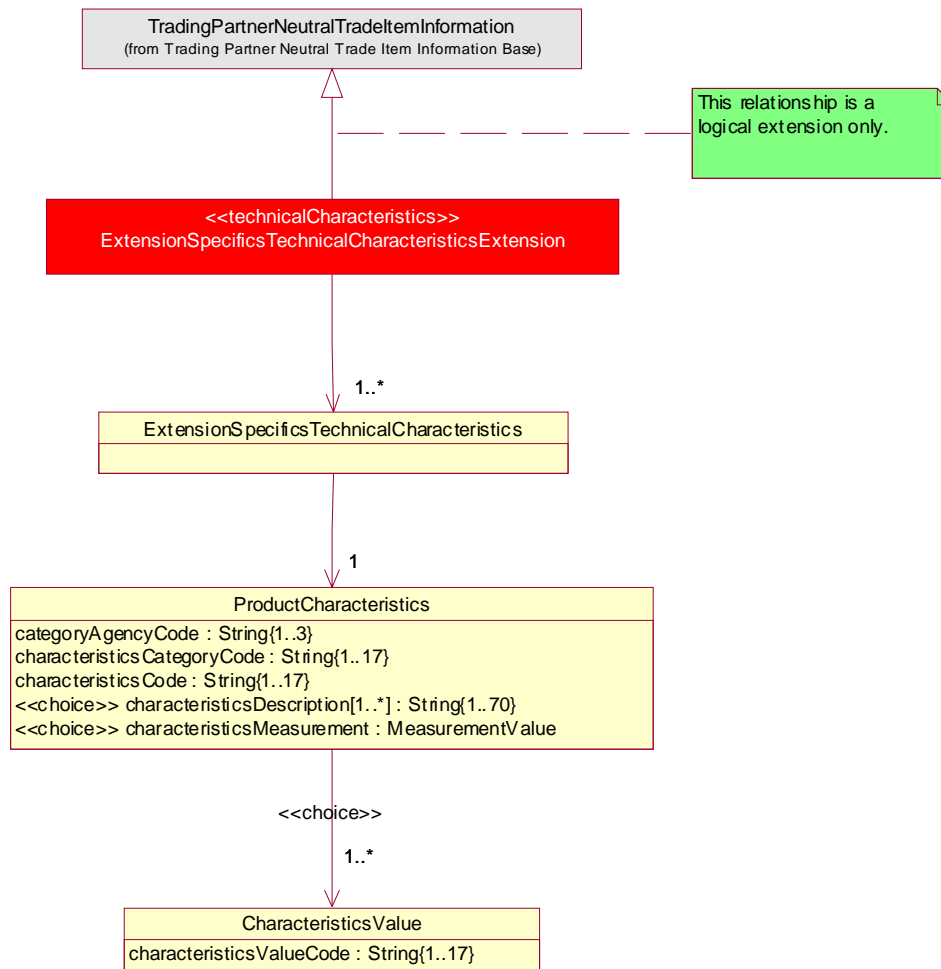 TradingPartnerNeutralTradeItemInformation
(from Trading Partner Neutral Trade Item Information Base)
This relationship is a
logical extension only.
<<technicalCharacteristics>>
ExtensionSpecificsTechnicalCharacteristicsExtension
1..*
ExtensionSpecificsTechnicalCharacteristics
1
ProductCharacteristics
categoryAgencyCode : String{1..3}
characteristicsCategoryCode : String{1..17}
characteristicsCode : String{1..17}
<<choice>> characteristicsDescription[1..*] : String{1..70}
<<choice>> characteristicsMeasurement : MeasurementValue
<<choice>>
1..*
CharacteristicsValue
characteristicsValueCode : String{1..17}